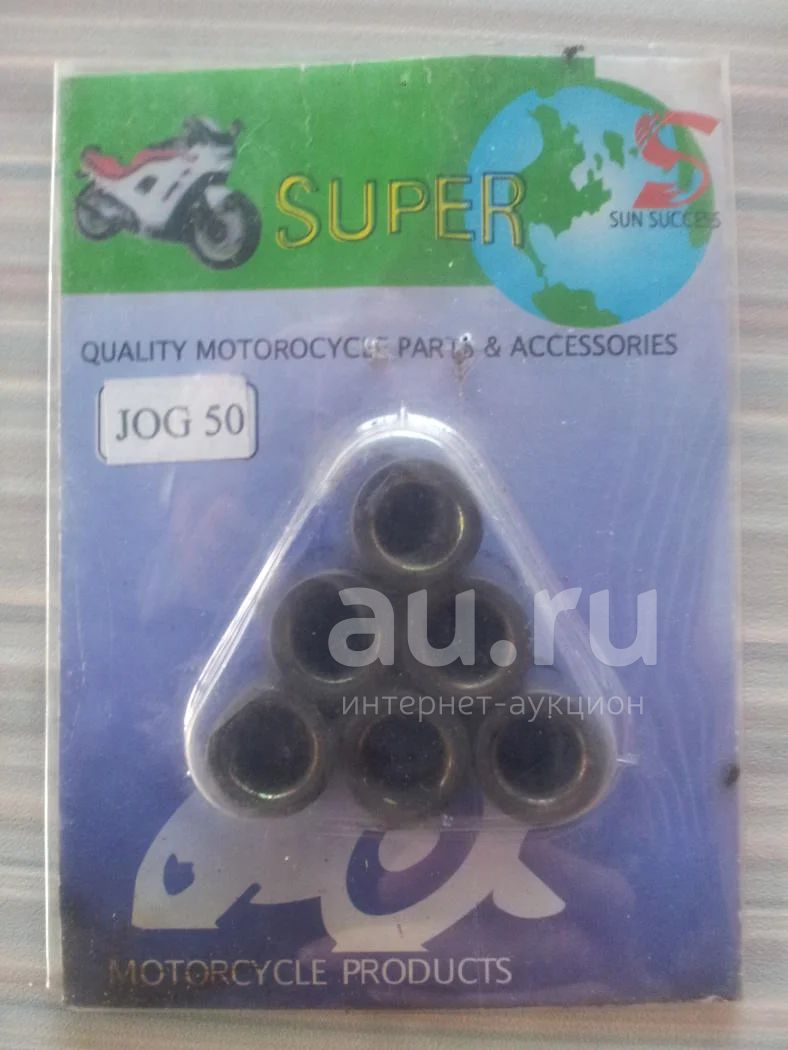 SUPER
SUN SUCCESS
QUALITY MOTOROCYCLE PARTS & ACCESSORIES
JOG 50
au.ru
интернет-аукцион
MOTORCYCLE PRODUCTS